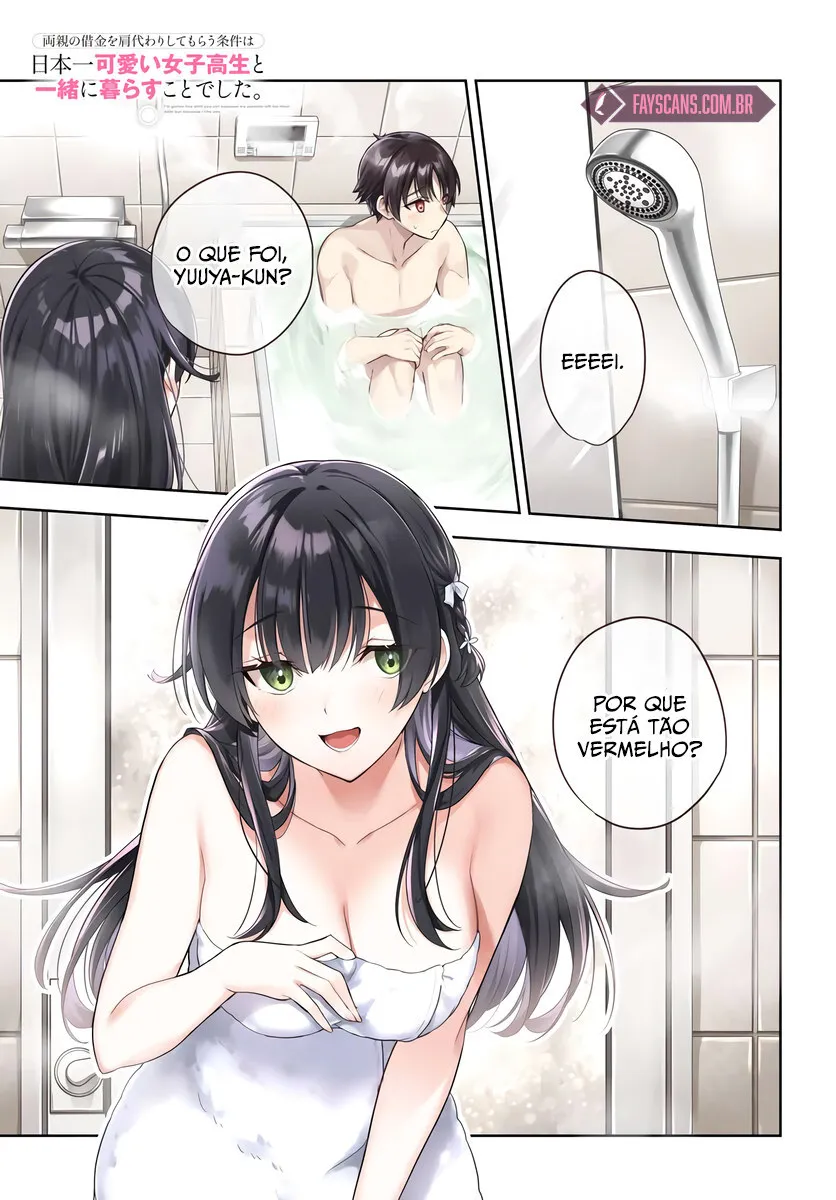 両親の借金を肩代わりしてもらう条件は
日本一可愛い女子高生と
一緒に暮らすことでした。
FAYSCANS.COM.BR
EEEEI.
O QUE FOI,
YUUYA-KUN?
POR QUE
ESTÁ TÃO
VERMELHO?